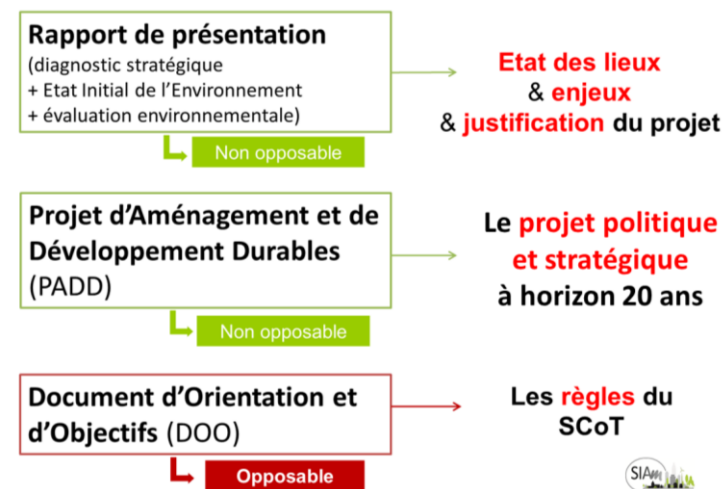 Rapport de présentation
(diagnostic stratégique
+ Etat Initial de l'Environnement
+ évaluation environnementale)
Non opposable
Etat des lieux
& enjeux
& justification du projet
Projet d'Aménagement et de
Développement Durables
(PADD)
Non opposable
Le projet politique
et stratégique
à horizon 20 ans
Document d'Orientation et
d'Objectifs (DOO)
Opposable
Les règles du
SCoT
SIAm